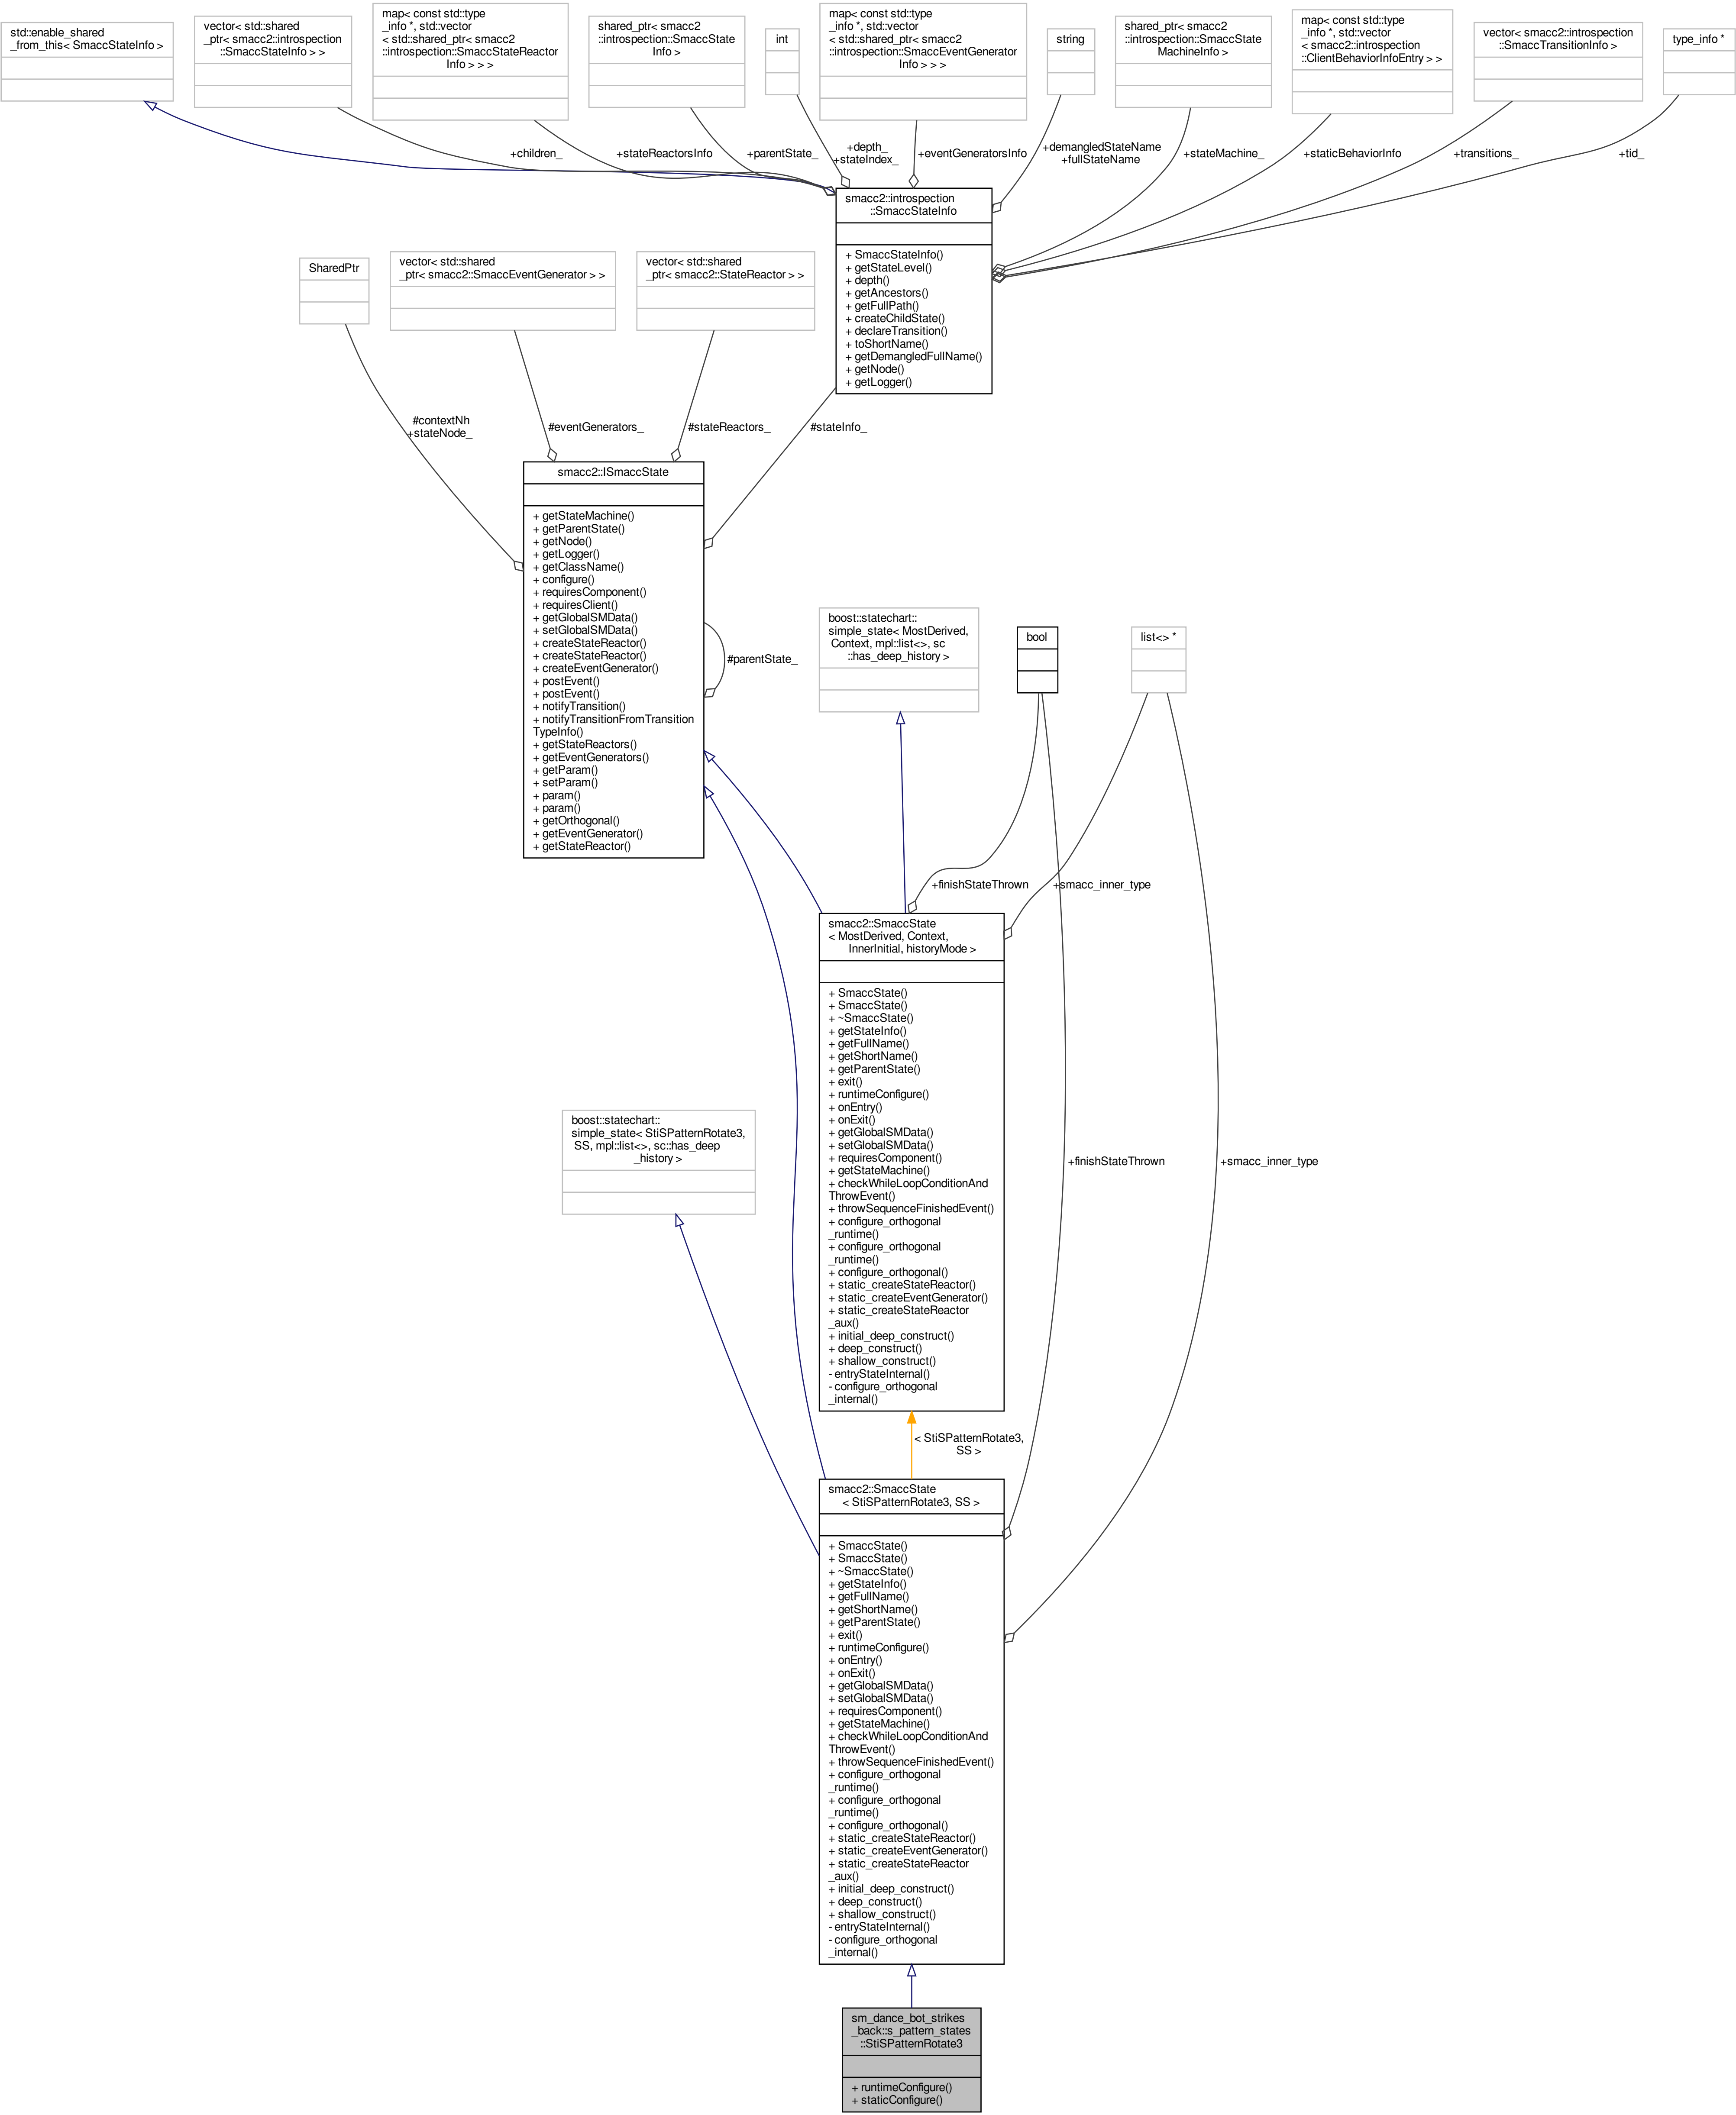 std::enable_shared
_from_this< SmaccStateInfo >
vector< std::shared
_ptr< smacc2::introspection
::SmaccStateInfo > >
map< const std::type
_info *, std::vector
< std::shared_ptr< smacc2
::introspection::SmaccStateReactor
Info > > >
shared_ptr< smacc2
::introspection::SmaccState
Info >
int
map< const std::type
_info *, std::vector
< std::shared_ptr< smacc2
::introspection::SmaccEventGenerator
Info > > >
string
shared_ptr< smacc2
::introspection::SmaccState
MachineInfo >
map< const std::type
_info *, std::vector
< smacc2::introspection
::ClientBehaviorInfoEntry > >
vector< smacc2::introspection
::SmaccTransitionInfo >
type_info *
+children_
+stateReactorsInfo
+parentState_
+depth_
+stateIndex_
+eventGeneratorsInfo
+demangledStateName
+fullStateName
+stateMachine_
+staticBehaviorInfo
+transitions_
+tid_
smacc2::introspection
::SmaccStateInfo
+ SmaccStateInfo()
+ getStateLevel()
+ depth()
+ getAncestors()
+ getFullPath()
+ createChildState()
+ declareTransition()
+ toShortName()
+ getDemangledFullName()
+ getNode()
+ getLogger()
SharedPtr
vector< std::shared
_ptr< smacc2::SmaccEventGenerator > >
vector< std::shared
_ptr< smacc2::StateReactor > >
#contextNh
+stateNode_
#eventGenerators_
#stateReactors_
#stateInfo_
smacc2::ISmaccState
+ getStateMachine()
+ getParentState()
+ getNode()
+ getLogger()
+ getClassName()
+ configure()
+ requiresComponent()
+ requiresClient()
+ getGlobalSMData()
+ setGlobalSMData()
+ createStateReactor()
+ createStateReactor()
+ createEventGenerator()
+ postEvent()
+ postEvent()
+ notifyTransition()
+ notifyTransitionFromTransition
TypeInfo()
+ getStateReactors()
+ getEventGenerators()
+ getParam()
+ setParam()
+ param()
+ param()
+ getOrthogonal()
+ getEventGenerator()
+ getStateReactor()
#parentState_
boost::statechart::
simple_state< MostDerived,
Context, mpl::list<>, sc
::has_deep_history >
bool
list<> *
+finishStateThrown
+smacc_inner_type
smacc2::SmaccState
< MostDerived, Context,
InnerInitial, historyMode >
+ SmaccState()
+ SmaccState()
+ ~SmaccState()
+ getStateInfo()
+ getFullName()
+ getShortName()
+ getParentState()
+ exit()
+ runtimeConfigure()
+ onEntry()
+ onExit()
+ getGlobalSMData()
+ setGlobalSMData()
+ requiresComponent()
+ getStateMachine()
+ checkWhileLoopConditionAnd
ThrowEvent()
+ throwSequenceFinishedEvent()
+ configure_orthogonal
_runtime()
+ configure_orthogonal
_runtime()
+ configure_orthogonal()
+ static_createStateReactor()
+ static_createEventGenerator()
+ static_createStateReactor
_aux()
+ initial_deep_construct()
+ deep_construct()
+ shallow_construct()
- entryStateInternal()
- configure_orthogonal
_internal()
boost::statechart::
simple_state< StiSPatternRotate3,
SS, mpl::list<>, sc::has_deep
_history >
+finishStateThrown
+smacc_inner_type
< StiSPatternRotate3,
SS >
smacc2::SmaccState
< StiSPatternRotate3, SS >
+ SmaccState()
+ SmaccState()
+ ~SmaccState()
+ getStateInfo()
+ getFullName()
+ getShortName()
+ getParentState()
+ exit()
+ runtimeConfigure()
+ onEntry()
+ onExit()
+ getGlobalSMData()
+ setGlobalSMData()
+ requiresComponent()
+ getStateMachine()
+ checkWhileLoopConditionAnd
ThrowEvent()
+ throwSequenceFinishedEvent()
+ configure_orthogonal
_runtime()
+ configure_orthogonal
_runtime()
+ configure_orthogonal()
+ static_createStateReactor()
+ static_createEventGenerator()
+ static_createStateReactor
_aux()
+ initial_deep_construct()
+ deep_construct()
+ shallow_construct()
- entryStateInternal()
- configure_orthogonal
_internal()
sm_dance_bot_strikes
_back::s_pattern_states
::StiSPatternRotate3
+ runtimeConfigure()
+ staticConfigure()